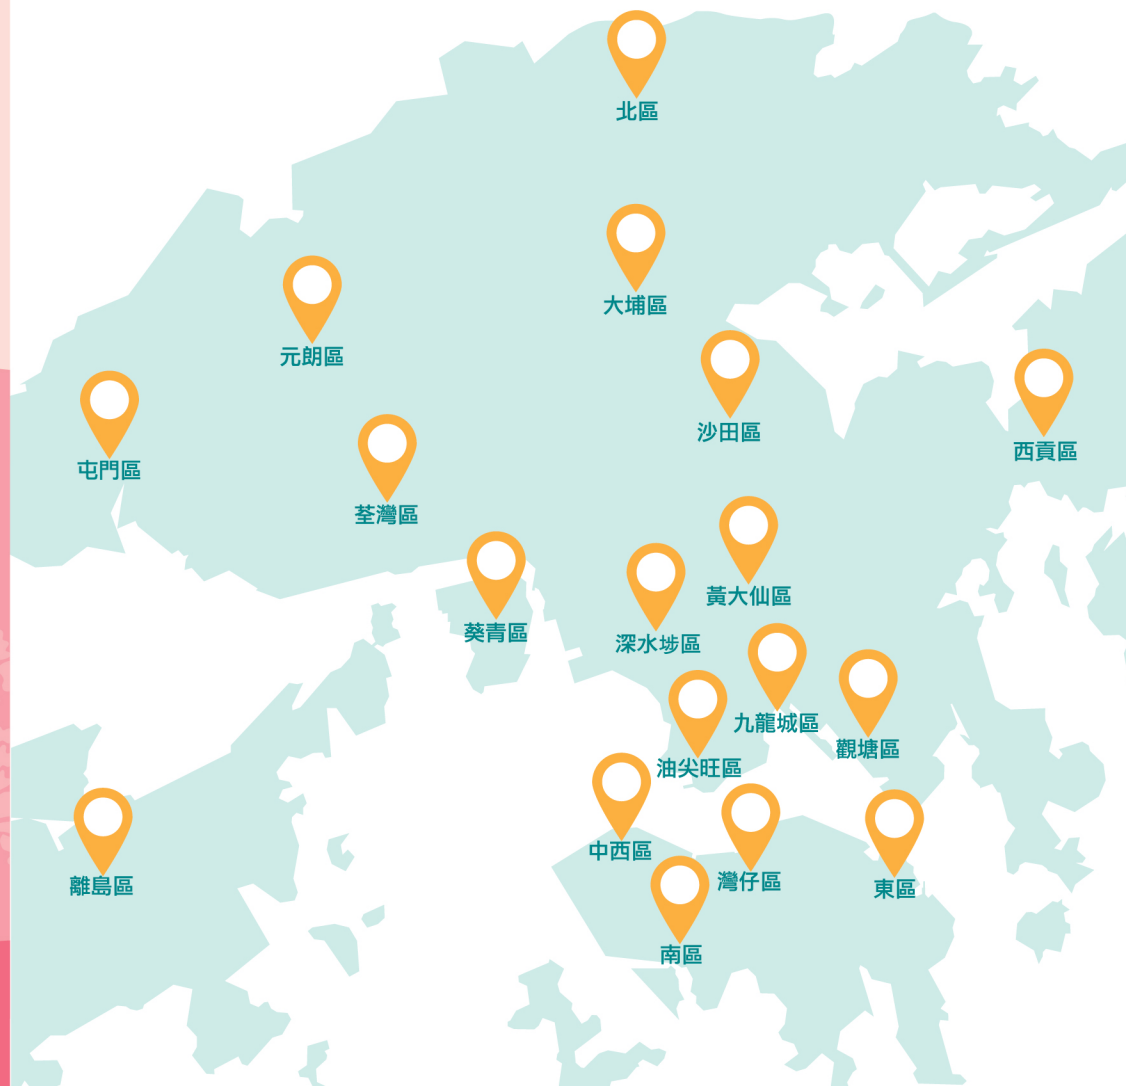 北區
大埔區
元朗區
沙田區
西貢區
屯門區
荃灣區
黃大仙區
葵青區
深水埗區
九龍城區
觀塘區
油尖旺區
中西區
灣仔區
離島區
東區
南區